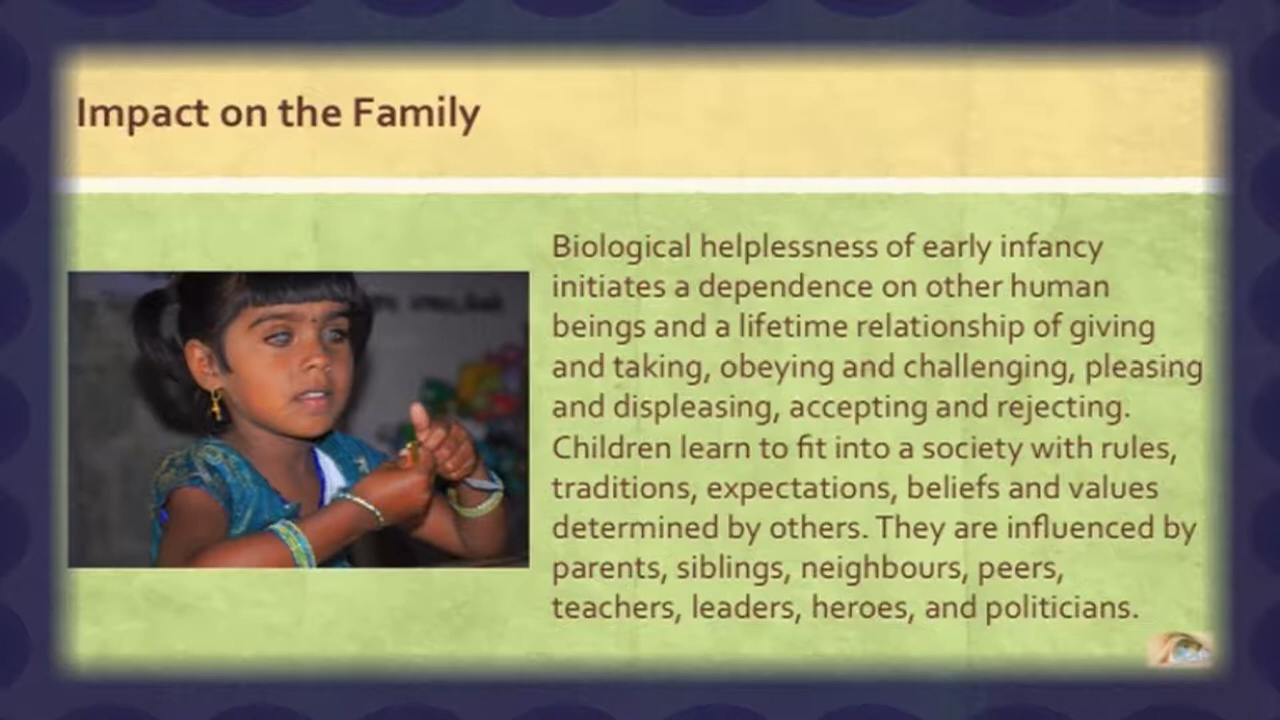 Impact on the Family
Biological helplessness of early infancy
initiates a dependence on other human
beings and a lifetime relationship of giving
and taking, obeying and challenging, pleasing
and displeasing, accepting and rejecting.
Children learn to fit into a society with rules,
traditions, expectations, beliefs and values
determined by others. They are influenced by
parents, siblings, neighbours, peers,
teachers, leaders, heroes, and politicians.